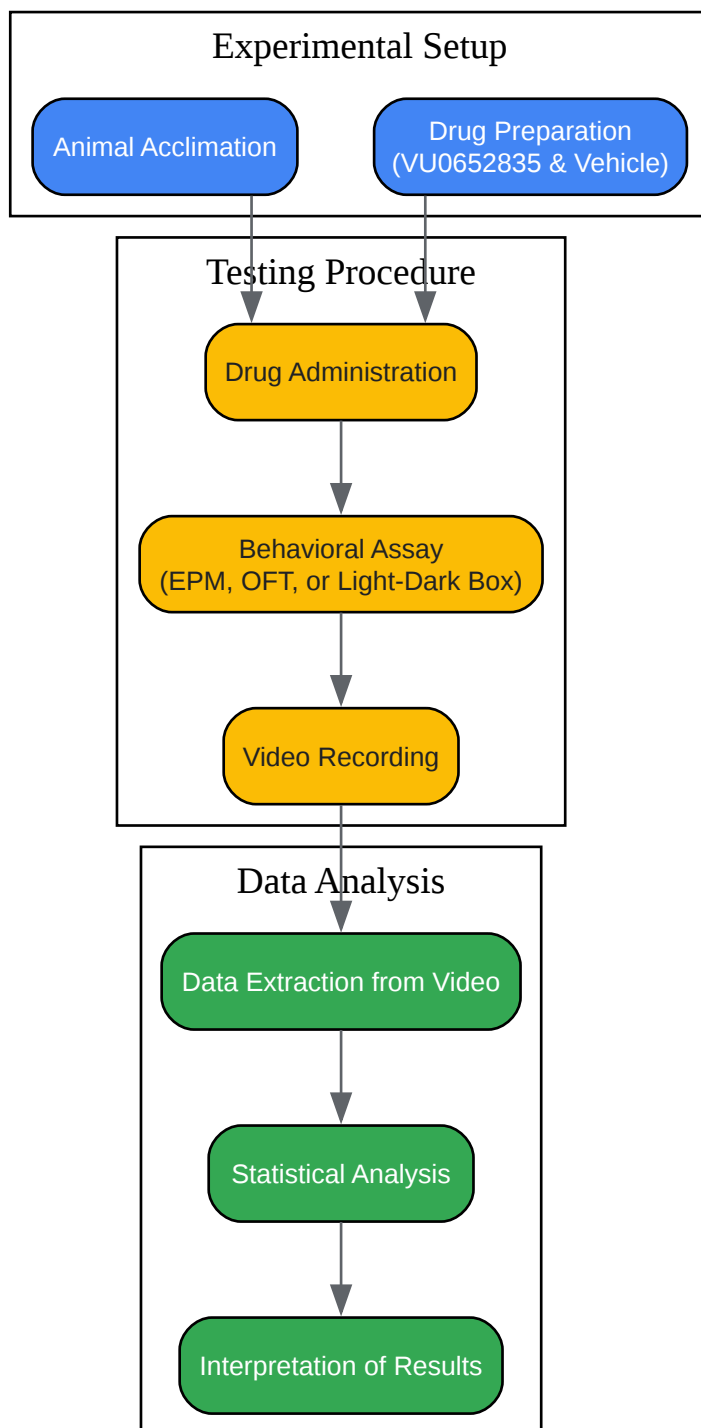 Experimental Setup
Animal Acclimation
Drug Preparation
(VU0652835 & Vehicle)
Testing Procedure
Drug Administration
Behavioral Assay
(EPM, OFT, or Light-Dark Box)
Video Recording
Data Analysis
Data Extraction from Video
Statistical Analysis
Interpretation of Results